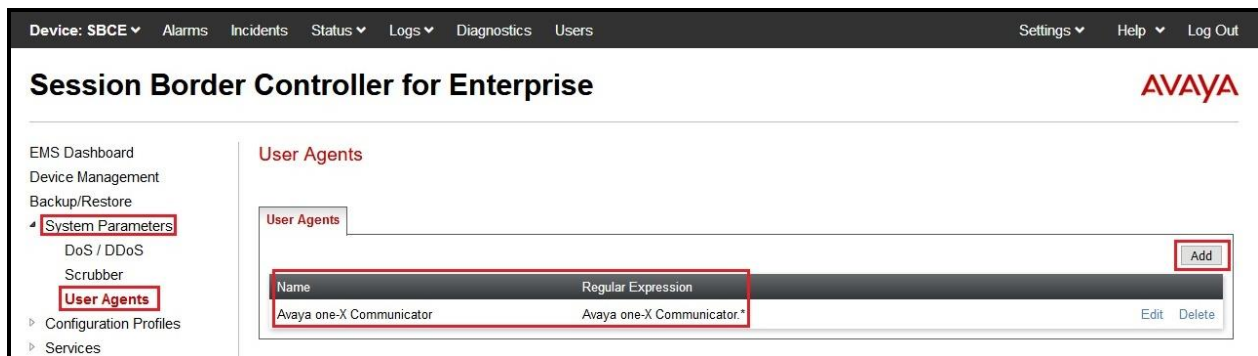 Device: SBCE Alarms Incidents Status Logs Diagnostics Users Settings Help Log Out
Session Border Controller for Enterprise
AVAYA
EMS Dashboard
Device Management
Backup/Restore
System Parameters
DoS / DDoS
Scrubber
User Agents
Configuration Profiles
Services
User Agents
User Agents
Add
Name Regular Expression
Avaya one-X Communicator Avaya one-X Communicator.* Edit Delete